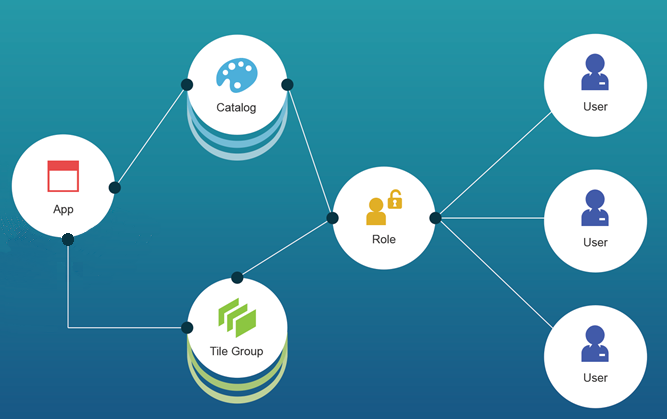 Catalog
User
App
Role
User
Tile Group
User